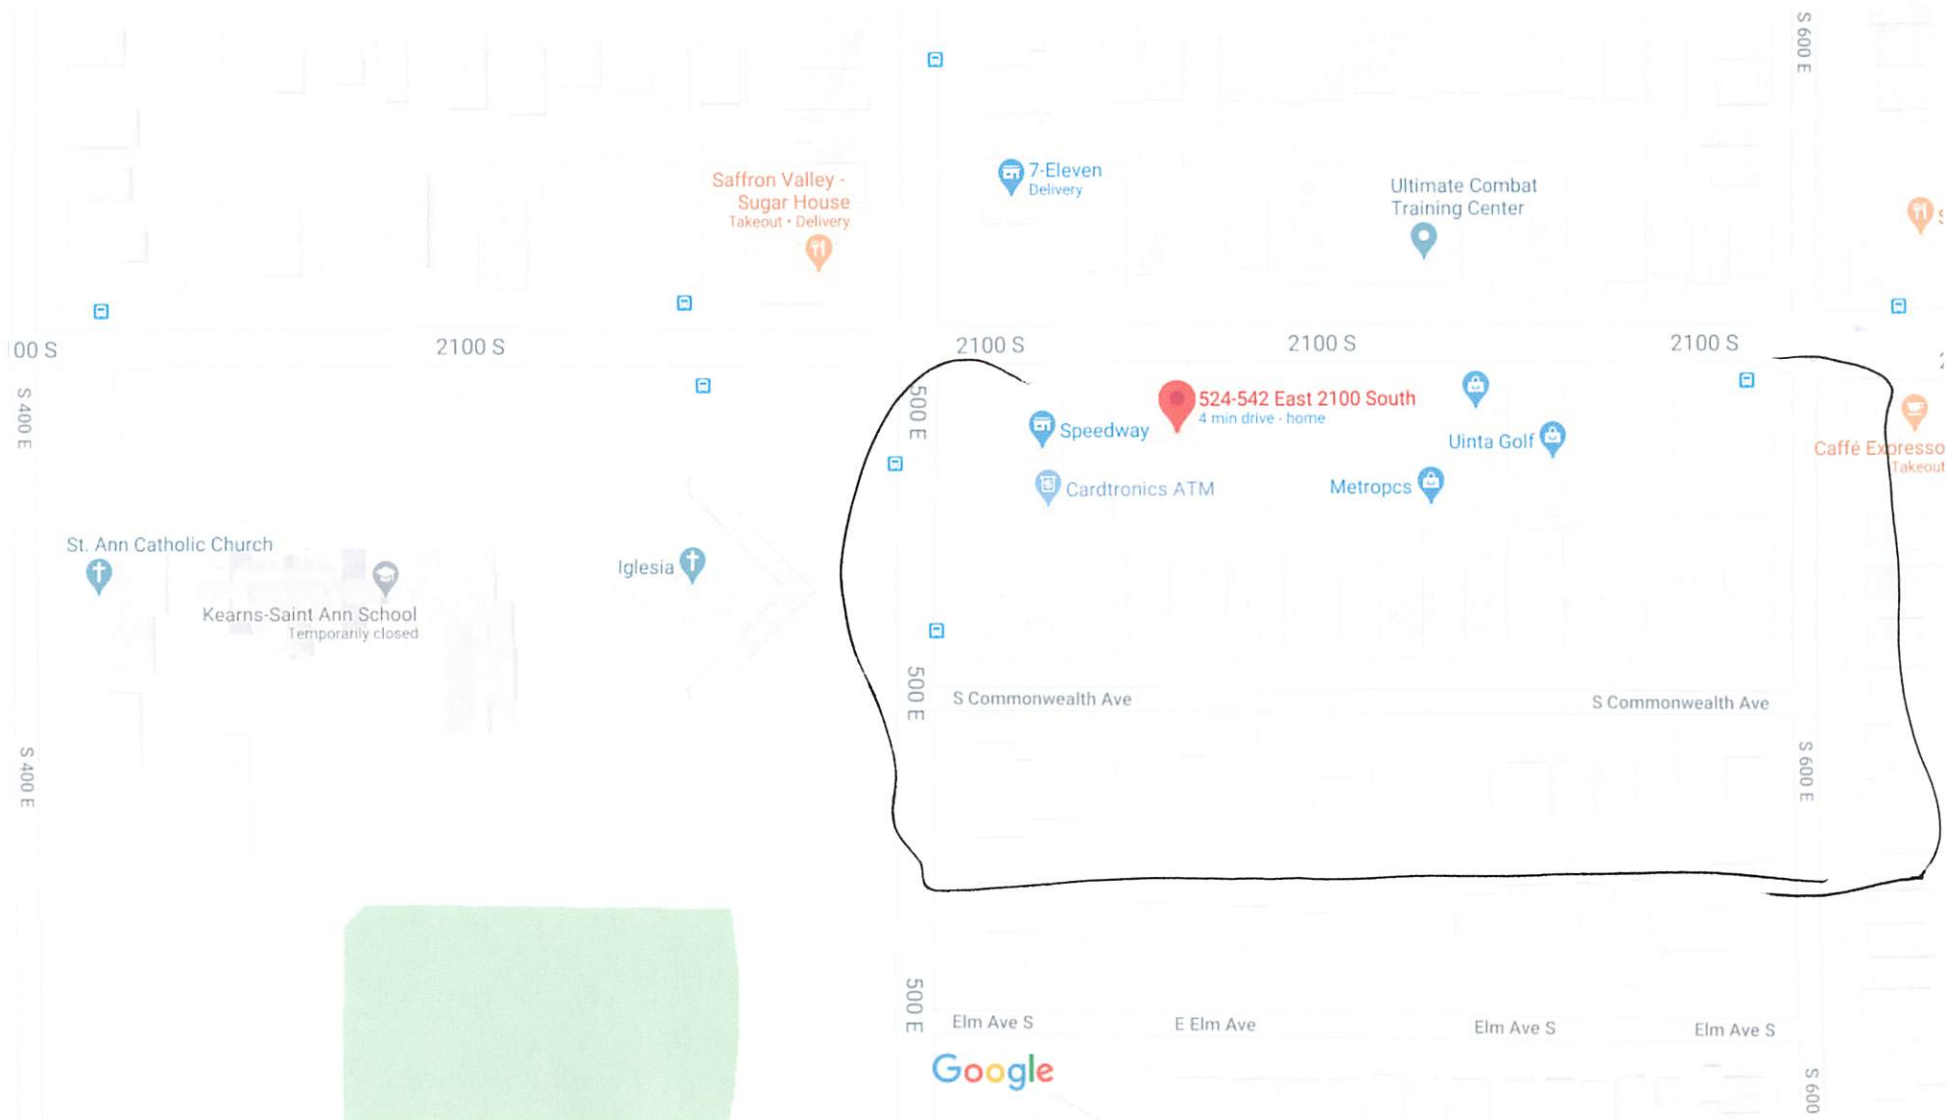 S 600 E
Saffron Valley -
Sugar House
Takeout • Delivery
7-Eleven
Delivery
Ultimate Combat
Training Center
00 S
2100 S
2100 S
2100 S
2100 S
S 400 E
500 E
524-542 East 2100 South
4 min drive - home
Speedway
Uinta Golf
Caffé Expresso
Takeout
Cardtronics ATM
Metropcs
St. Ann Catholic Church
Iglesia
Kearns-Saint Ann School
Temporarily closed
500 E
S Commonwealth Ave
S Commonwealth Ave
S 400 E
S 600 E
500 E
Elm Ave S
E Elm Ave
Elm Ave S
Elm Ave S
Google
S 600